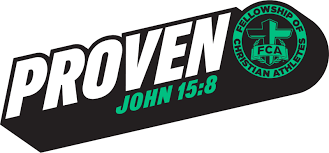 PROVEN
JOHN 15:8
FELLOWSHIP OF
CHRISTIAN ATHLETES
FCA